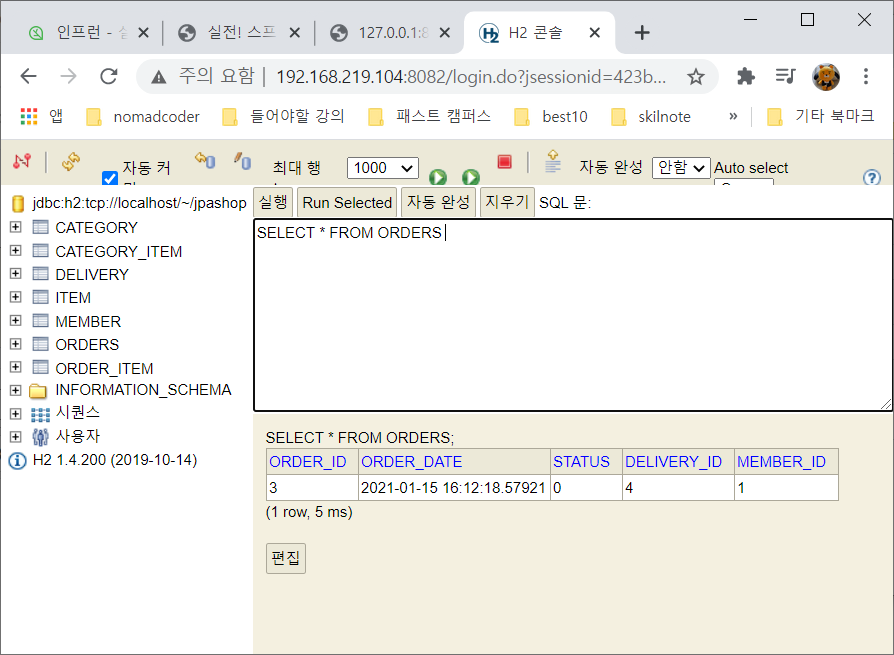 인프런 - 실
실전! 스프
127.0.0.1:8
H2 콘솔
주의 요함 | 192.168.219.104:8082/login.do?jsessionid=423b...
앱
nomadcoder
들어야할 강의
패스트 캠퍼스
best10
skilnote
»
기타 북마크
자동 커
최대 행
1000
자동 완성
안함
Auto select
jdbc:h2:tcp://localhost/~/jpashop
실행
Run Selected
자동 완성
지우기
SQL 문:
CATEGORY
CATEGORY_ITEM
DELIVERY
ITEM
MEMBER
ORDERS
ORDER_ITEM
INFORMATION_SCHEMA
시퀀스
사용자
H2 1.4.200 (2019-10-14)
SELECT * FROM ORDERS
SELECT * FROM ORDERS;
ORDER_ID ORDER_DATE STATUS DELIVERY_ID MEMBER_ID
3 2021-01-15 16:12:18.57921 0 4 1
(1 row, 5 ms)
편집